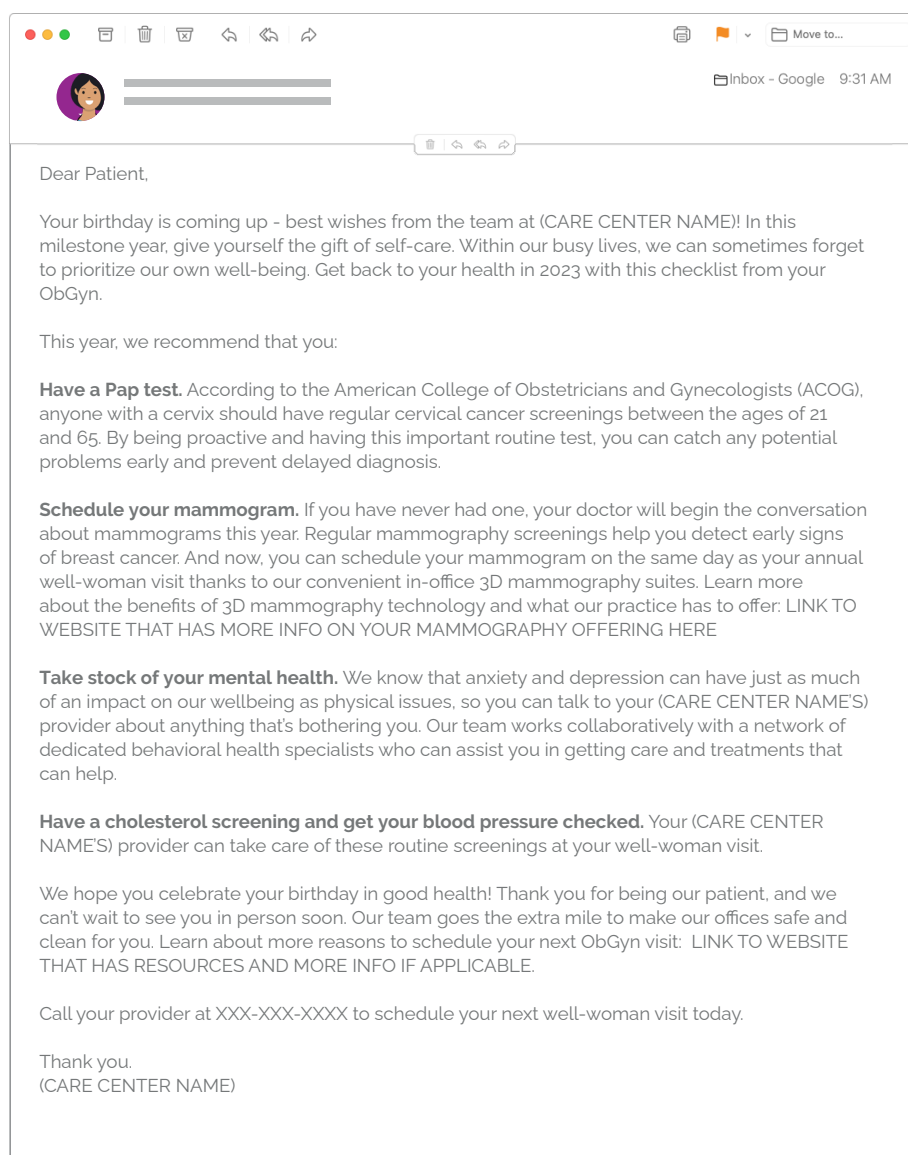 Move to...
Inbox - Google 9:31 AM
Dear Patient,
Your birthday is coming up - best wishes from the team at (CARE CENTER NAME)! In this
milestone year, give yourself the gift of self-care. Within our busy lives, we can sometimes forget
to prioritize our own well-being. Get back to your health in 2023 with this checklist from your
ObGyn.
This year, we recommend that you:
Have a Pap test. According to the American College of Obstetricians and Gynecologists (ACOG),
anyone with a cervix should have regular cervical cancer screenings between the ages of 21
and 65. By being proactive and having this important routine test, you can catch any potential
problems early and prevent delayed diagnosis.
Schedule your mammogram. If you have never had one, your doctor will begin the conversation
about mammograms this year. Regular mammography screenings help you detect early signs
of breast cancer. And now, you can schedule your mammogram on the same day as your annual
well-woman visit thanks to our convenient in-office 3D mammography suites. Learn more
about the benefits of 3D mammography technology and what our practice has to offer: LINK TO
WEBSITE THAT HAS MORE INFO ON YOUR MAMMOGRAPHY OFFERING HERE
Take stock of your mental health. We know that anxiety and depression can have just as much
of an impact on our wellbeing as physical issues, so you can talk to your (CARE CENTER NAME'S)
provider about anything that's bothering you. Our team works collaboratively with a network of
dedicated behavioral health specialists who can assist you in getting care and treatments that
can help.
Have a cholesterol screening and get your blood pressure checked. Your (CARE CENTER
NAME'S) provider can take care of these routine screenings at your well-woman visit.
We hope you celebrate your birthday in good health! Thank you for being our patient, and we
can't wait to see you in person soon. Our team goes the extra mile to make our offices safe and
clean for you. Learn about more reasons to schedule your next ObGyn visit:  LINK TO WEBSITE
THAT HAS RESOURCES AND MORE INFO IF APPLICABLE.
Call your provider at XXX-XXX-XXXX to schedule your next well-woman visit today.
Thank you.
(CARE CENTER NAME)